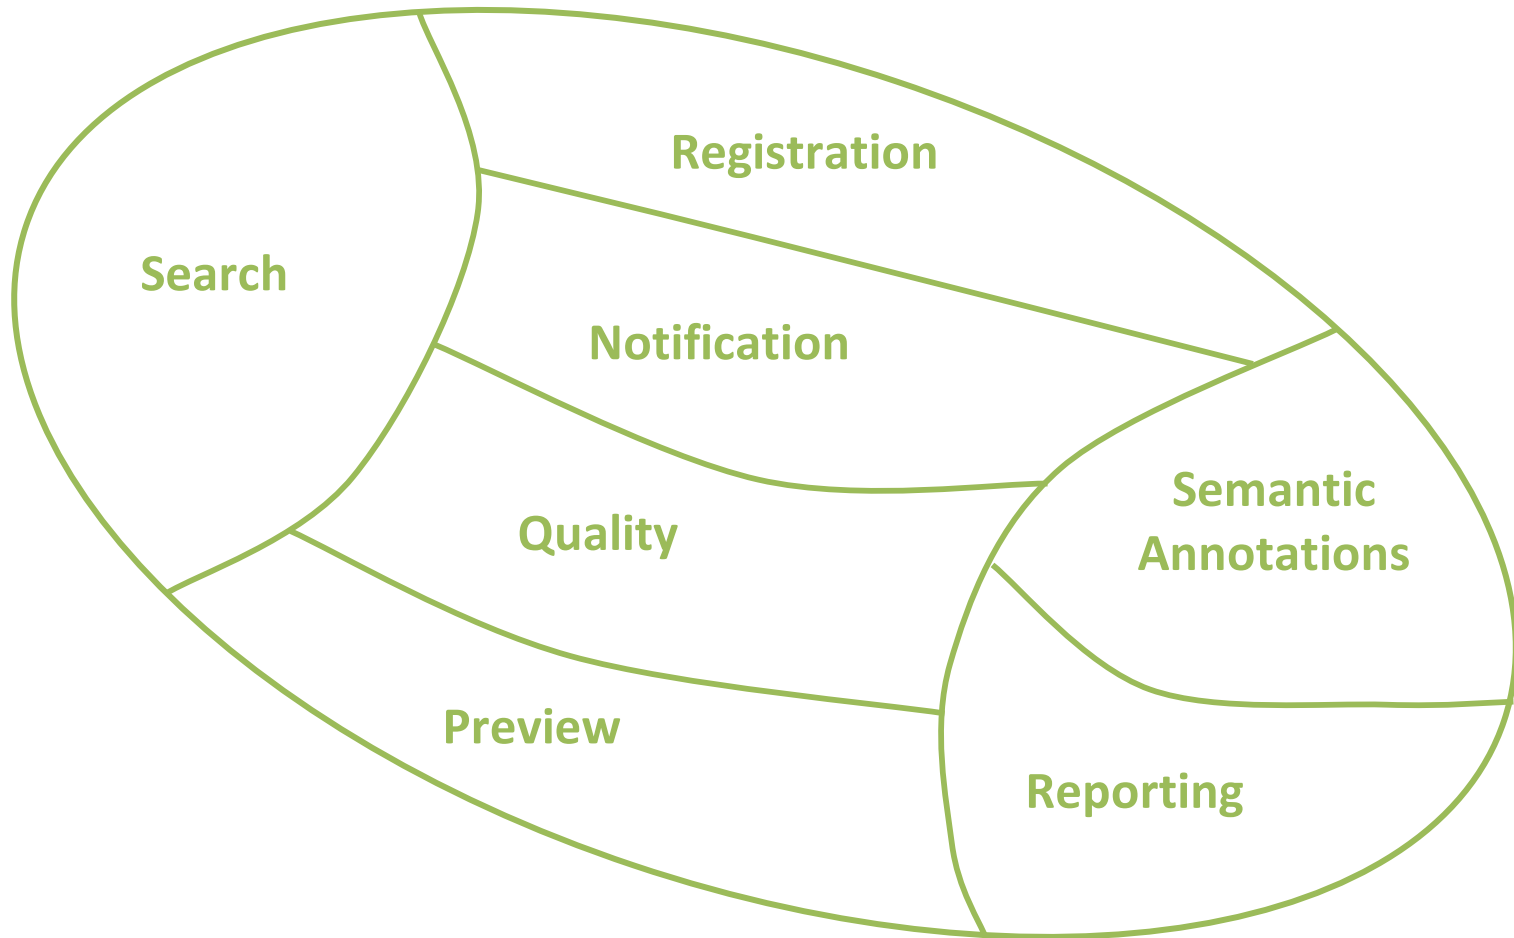 Registration
Search
Notification
Semantic
Annotations
Quality
Preview
Reporting